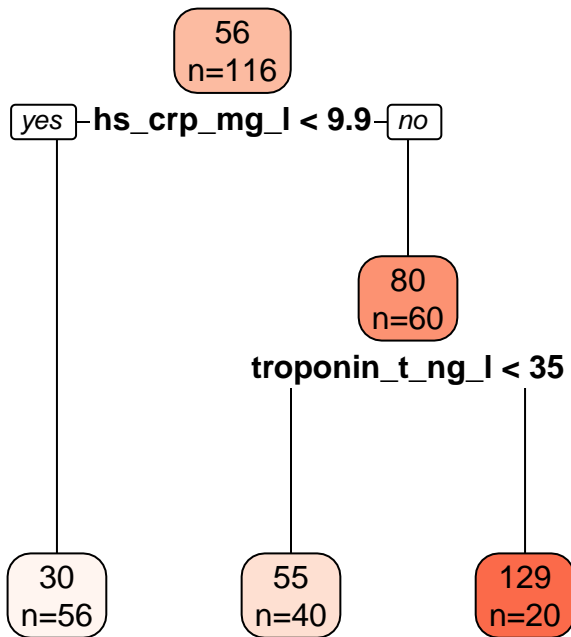 56
n=116
yes hs_crp_mg_l < 9.9 no
80
n=60
troponin_t_ng_l < 35
30
n=56
55
n=40
129
n=20